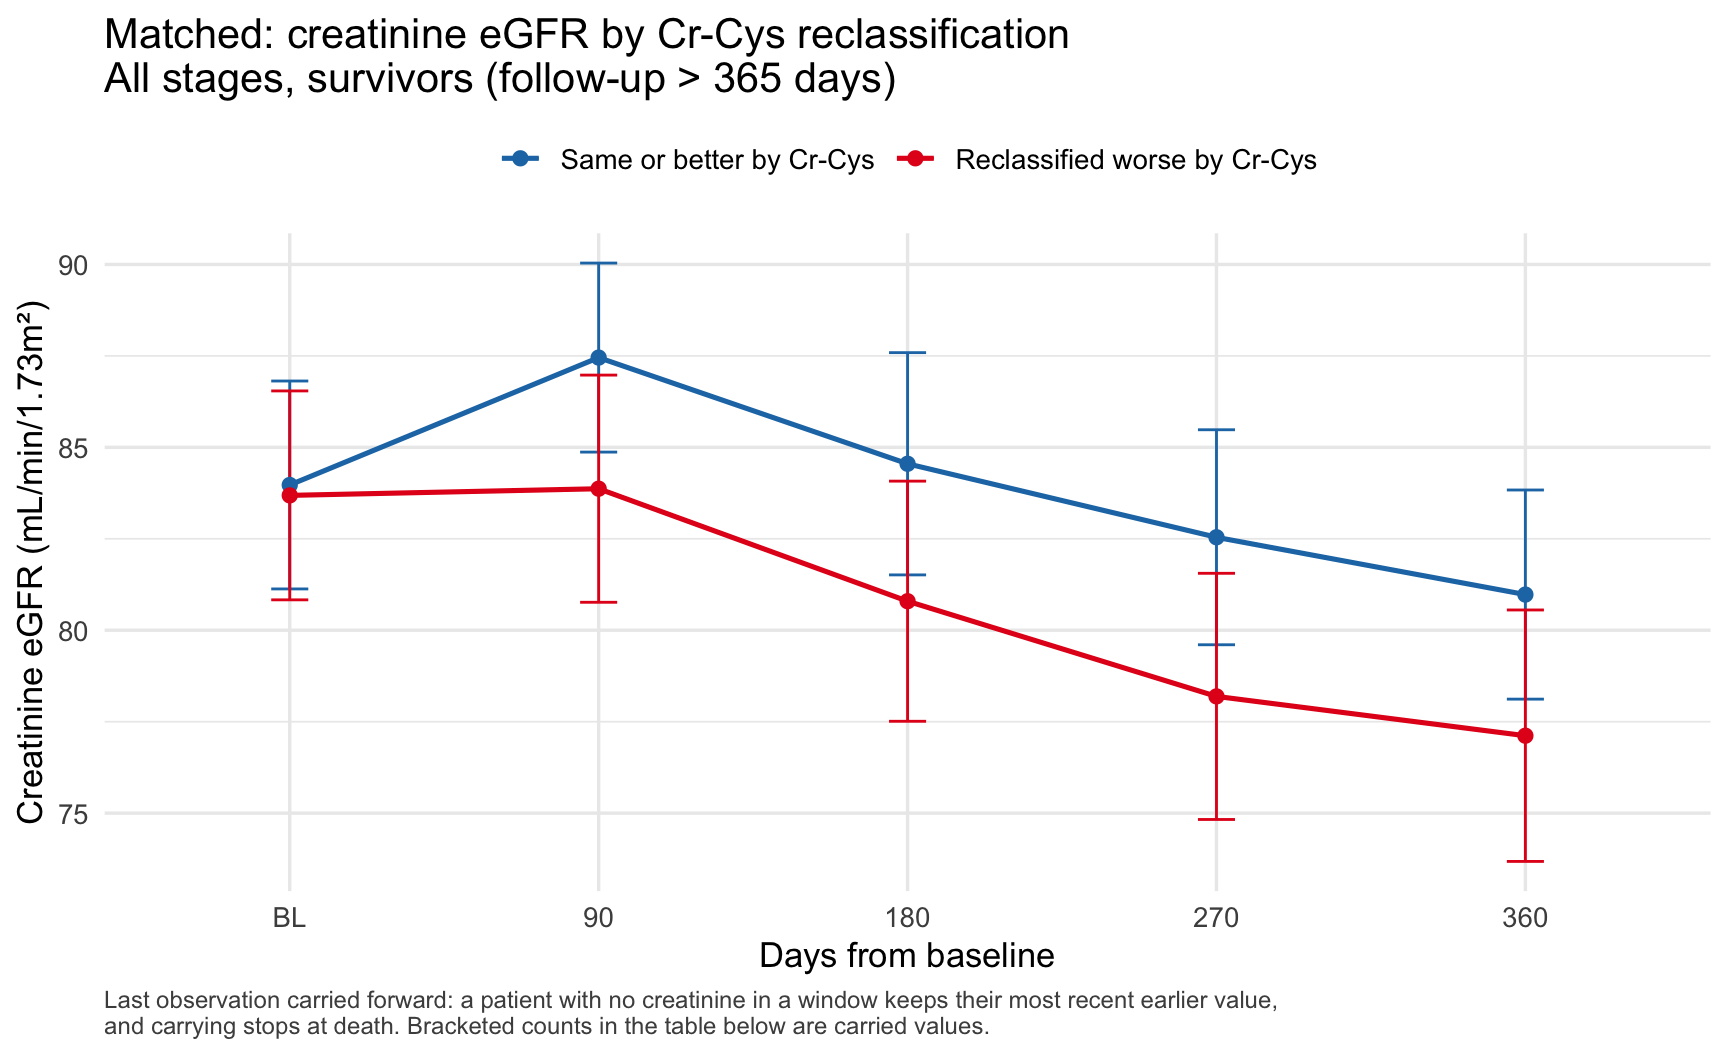 Matched: creatinine eGFR by Cr-Cys reclassification
All stages, survivors (follow-up > 365 days)
Same or better by Cr-Cys
Reclassified worse by Cr-Cys
Creatinine eGFR (mL/min/1.73m²)
90
85
80
75
BL
90
180
270
360
Days from baseline
Last observation carried forward: a patient with no creatinine in a window keeps their most recent earlier value,
and carrying stops at death. Bracketed counts in the table below are carried values.